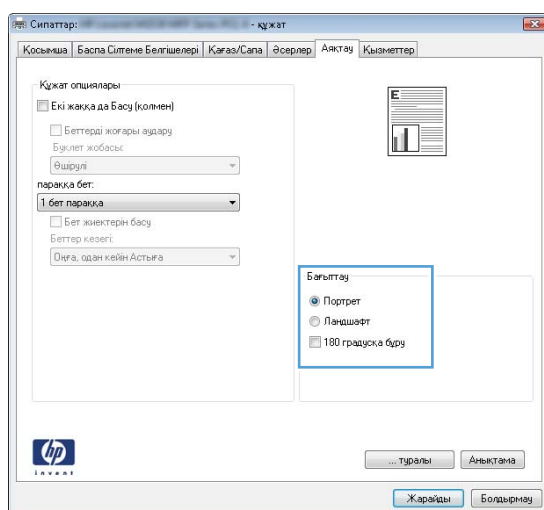 Сипаттар: - құжат
Қосымша Баспа Сілтеме Белгішелері Қағаз/Сапа Әсерлер Аяқтау Қызметтер
Құжат опциялары
Екі жаққа да Басу (қолмен)
Беттерді жоғары аудару
Буклет жобасы:
Өшірулі
параққа бет:
1 бет параққа
Бет жиектерін басу
Беттер кезегі:
Оңға, одан кейін Астыға
E
Бағыттау
Портрет
Ландшафт
180 градусқа бұру
hp
invent
... туралы Анықтама
Жарайды Болдырмау